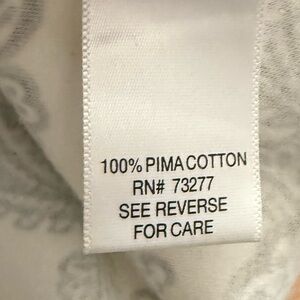 100% PIMA COTTON
RN# 73277
SEE REVERSE
FOR CARE